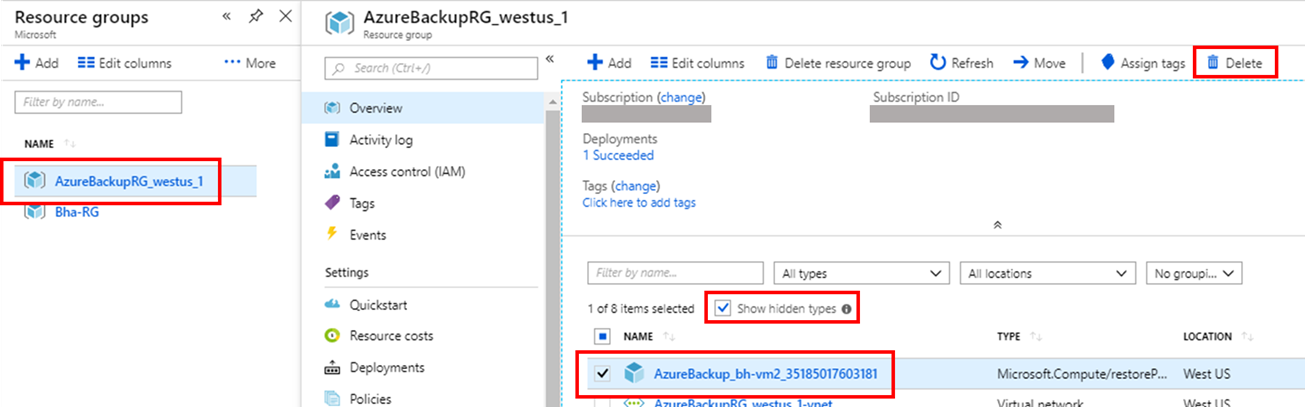 Resource groups
Microsoft
Add Edit columns ··· More
Filter by name...
NAME
AzureBackupRG_westus_1
Bha-RG
AzureBackupRG_westus_1
Resource group
Search (Ctrl+/)
Overview
Activity log
Access control (IAM)
Tags
Events
Settings
Quickstart
Resource costs
Deployments
Policies
Add Edit columns Delete resource group Refresh Move Assign tags Delete
Subscription (change) Subscription ID
Deployments
1 Succeeded
Tags (change)
Click here to add tags
Filter by name... All types All locations No groupi...
1 of 8 items selected Show hidden types
NAME TYPE LOCATION
AzureBackup_bh-vm2_35185017603181 Microsoft.Compute/restoreP... West US
AzureBackupRG_westus_1-vnet Virtual network West US